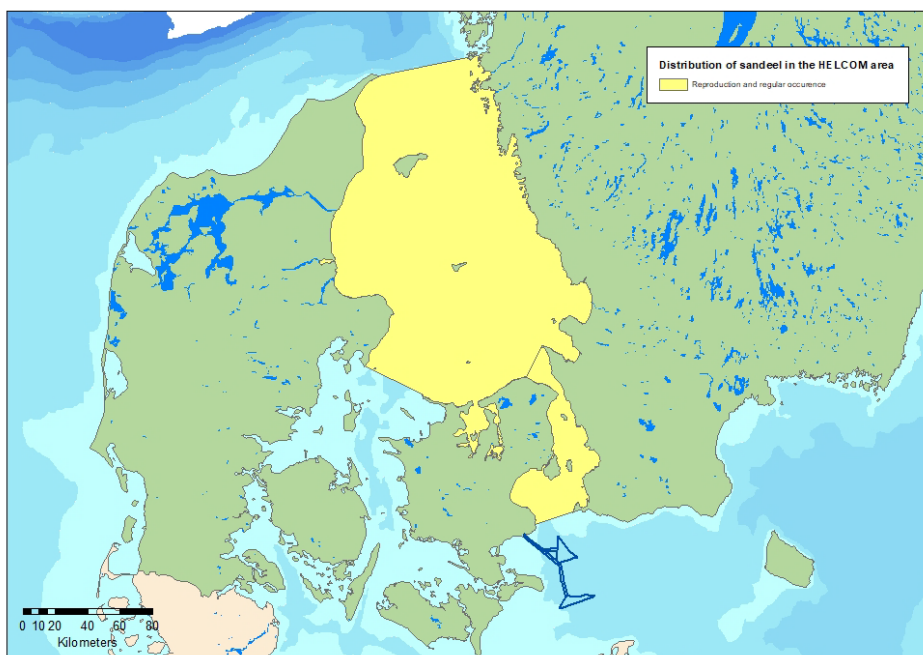 Distribution of sandeel in the HELCOM area
Reproduction and regular occurence
0 10 20 40 60 80
Kilometers